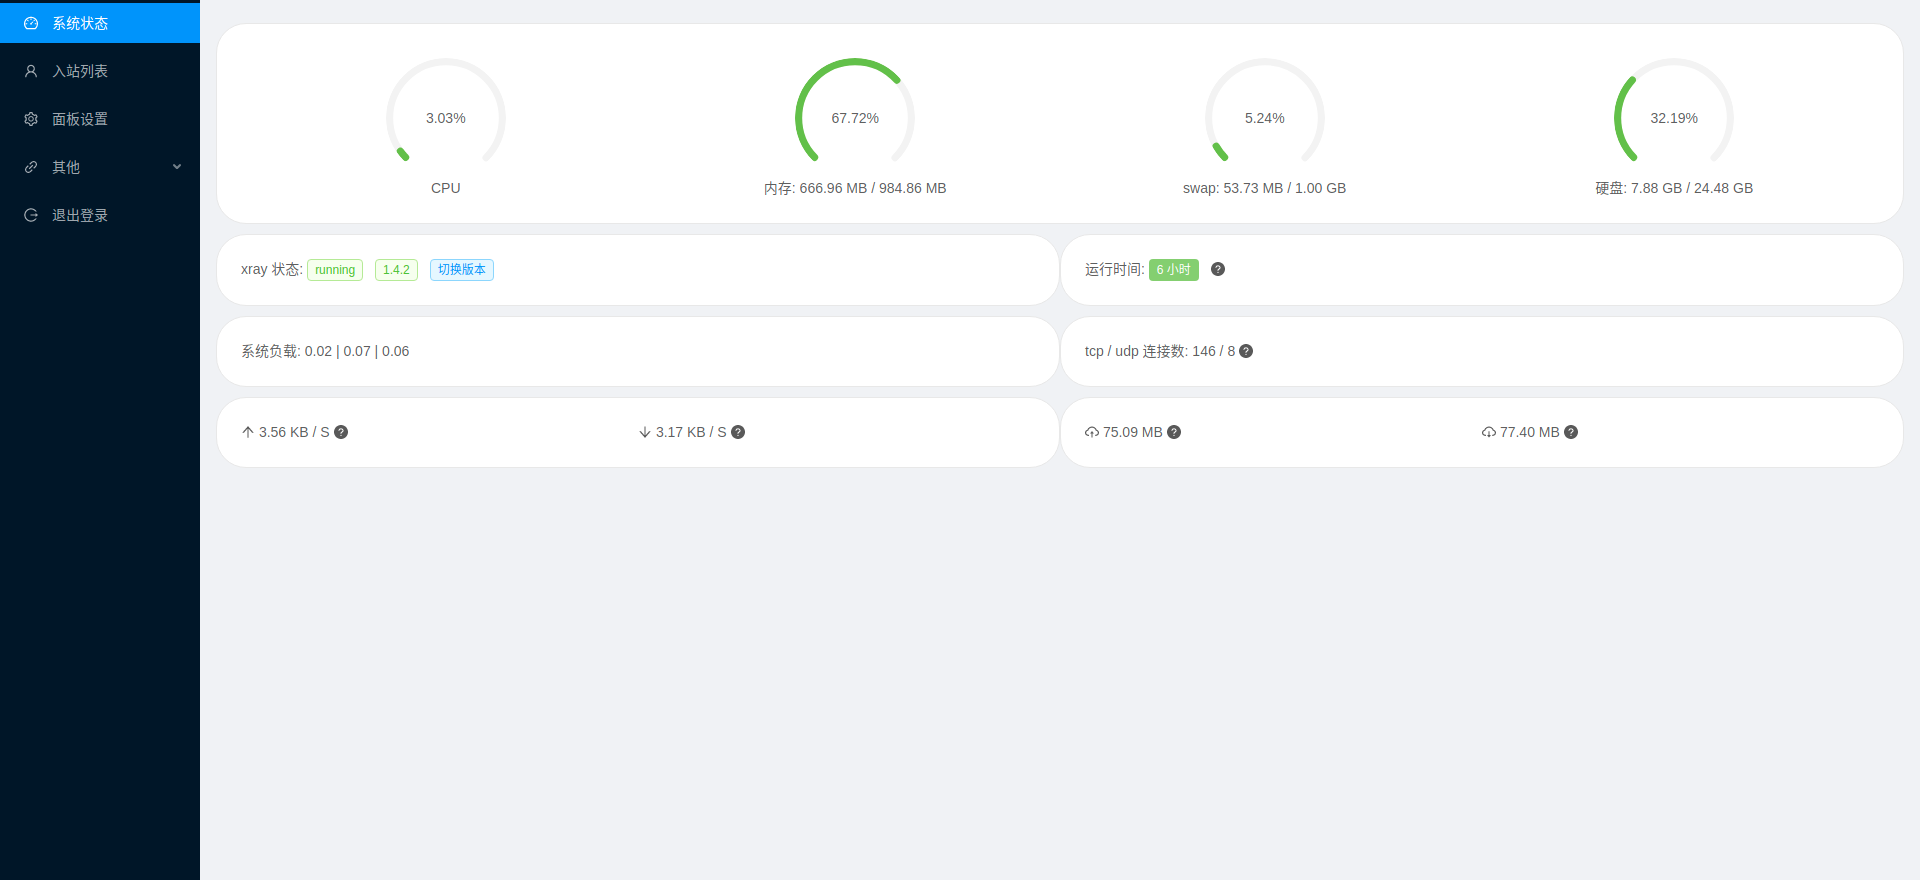 系统状态
入站列表
面板设置
其他
退出登录
3.03%
67.72%
5.24%
32.19%
CPU
内存: 666.96 MB / 984.86 MB
swap: 53.73 MB / 1.00 GB
硬盘: 7.88 GB / 24.48 GB
xray 状态: running 1.4.2 切换版本
运行时间: 6 小时 ?
系统负载: 0.02 | 0.07 | 0.06
tcp / udp 连接数: 146 / 8 ?
3.56 KB / S ?
3.17 KB / S ?
75.09 MB ?
77.40 MB ?